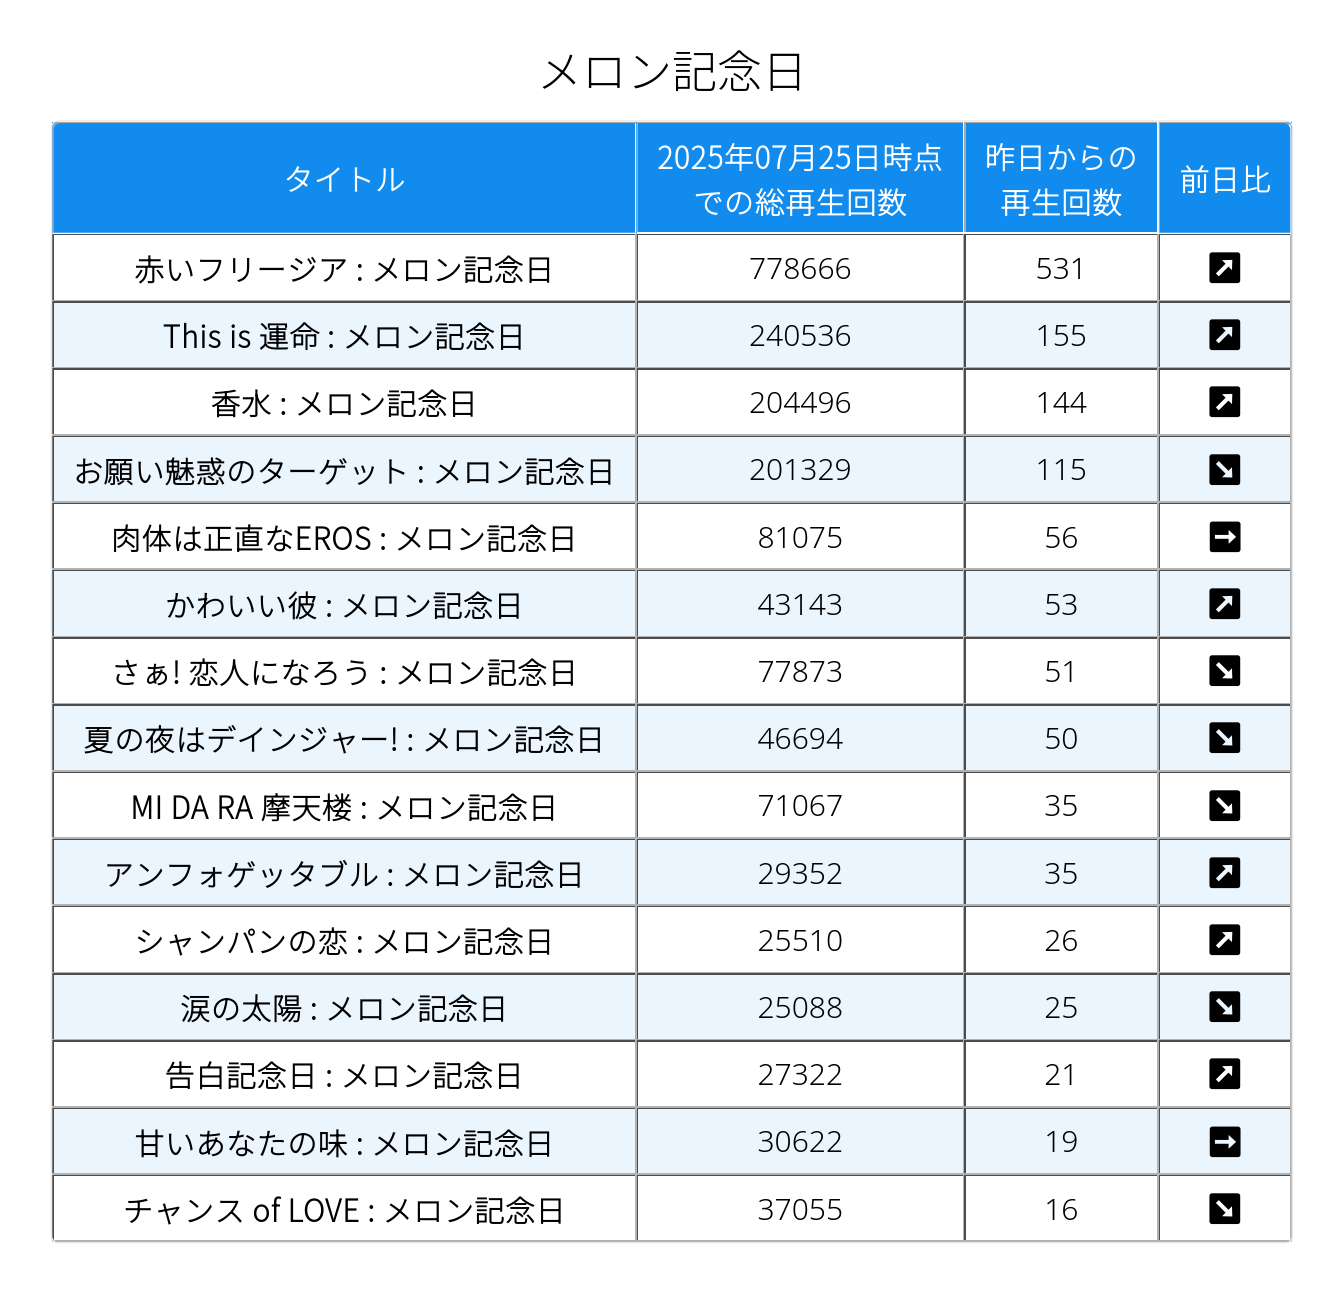 メロン記念日
タイトル
2025年07月25日時点
での総再生回数
昨日からの
再生回数
前日比
赤いフリージア : メロン記念日 778666 531 ↗
This is 運命 : メロン記念日 240536 155 ↗
香水 : メロン記念日 204496 144 ↗
お願い魅惑のターゲット : メロン記念日 201329 115 ↘
肉体は正直なEROS : メロン記念日 81075 56 →
かわいい彼 : メロン記念日 43143 53 ↗
さぁ! 恋人になろう : メロン記念日 77873 51 ↘
夏の夜はデインジャー! : メロン記念日 46694 50 ↘
MI DA RA 摩天楼 : メロン記念日 71067 35 ↘
アンフォゲッタブル : メロン記念日 29352 35 ↗
シャンパンの恋 : メロン記念日 25510 26 ↗
涙の太陽 : メロン記念日 25088 25 ↘
告白記念日 : メロン記念日 27322 21 ↗
甘いあなたの味 : メロン記念日 30622 19 →
チャンス of LOVE : メロン記念日 37055 16 ↘